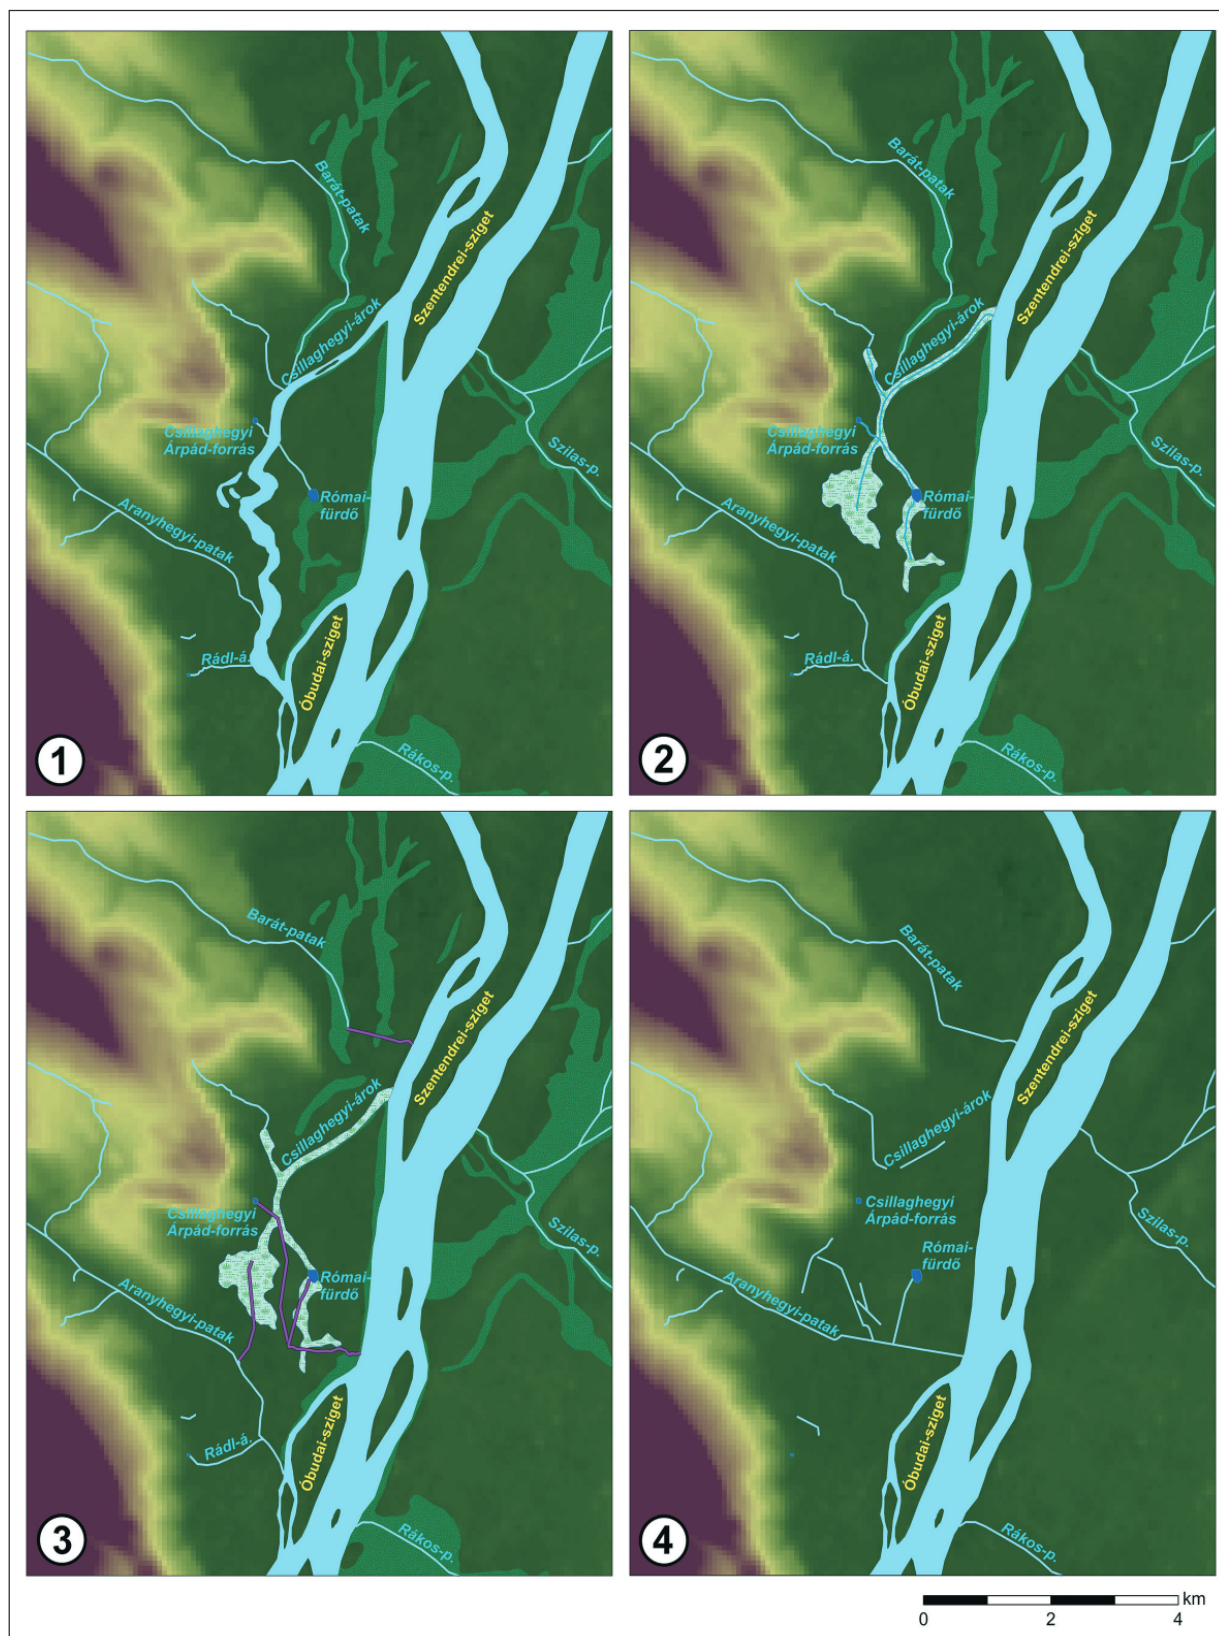 Barát-patak
Szentendrei-sziget
Csillaghegyi-árok
Csillaghegyi
Árpád-forrás
Szilas-p.
Római-
fürdő
Aranyhegyi-patak
Rádl-á.
Óbudai-sziget
Rákos-p.
1
Barát-patak
Szentendrei-sziget
Csillaghegyi-árok
Csillaghegyi
Árpád-forrás
Szilas-p.
Római-
fürdő
Aranyhegyi-patak
Rádl-á.
Óbudai-sziget
Rákos-p.
2
Barát-patak
Szentendrei-sziget
Csillaghegyi-árok
Csillaghegyi
Árpád-forrás
Szilas-p.
Római-
fürdő
Aranyhegyi-patak
Rádl-á.
Óbudai-sziget
Rákos-p.
3
Barát-patak
Szentendrei-sziget
Csillaghegyi-árok
Csillaghegyi
Árpád-forrás
Szilas-p.
Római-
fürdő
Aranyhegyi-patak
Óbudai-sziget
Rákos-p.
4
km
0 2 4